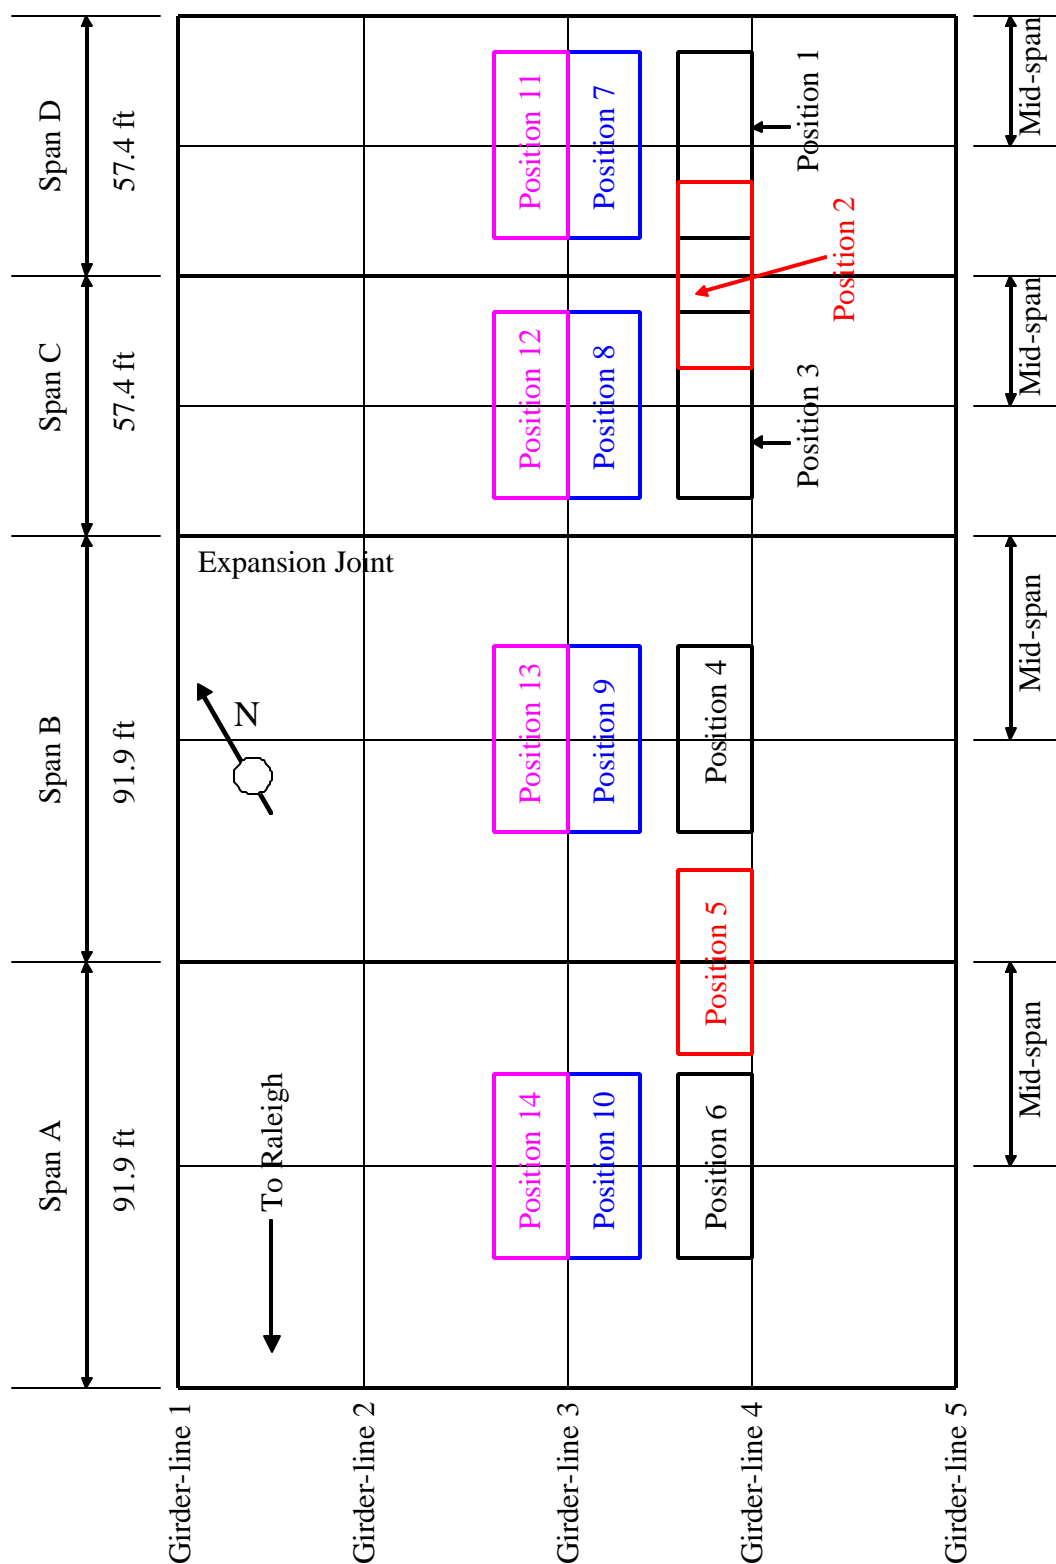 Span A
91.9 ft
Span B
91.9 ft
Span C
57.4 ft
Span D
57.4 ft
Girder-line 1
Girder-line 2
Girder-line 3
Girder-line 4
Girder-line 5
To Raleigh
N
Expansion Joint
Position 14
Position 13
Position 12
Position 11
Position 10
Position 9
Position 8
Position 7
Position 6
Position 5
Position 4
Position 3
Position 2
Position 1
Mid-span
Mid-span
Mid-span
Mid-span